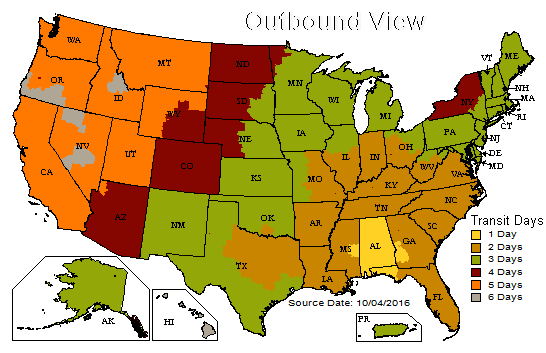 Outbound View
WA
MT
ND
MN
VT
ME
OR
ID
SD
WI
MI
NY
NH
MA
WY
RI
CT
NE
IA
PA
NJ
NV
UT
CO
IL
IN
OH
DE
MD
CA
KS
MO
WV
VA
KY
AZ
NM
OK
AR
TN
NC
SC
TX
MS
AL
GA
LA
FL
AK
HI
PR
Source Date: 10/04/2016
Transit Days
1 Day
2 Days
3 Days
4 Days
5 Days
6 Days